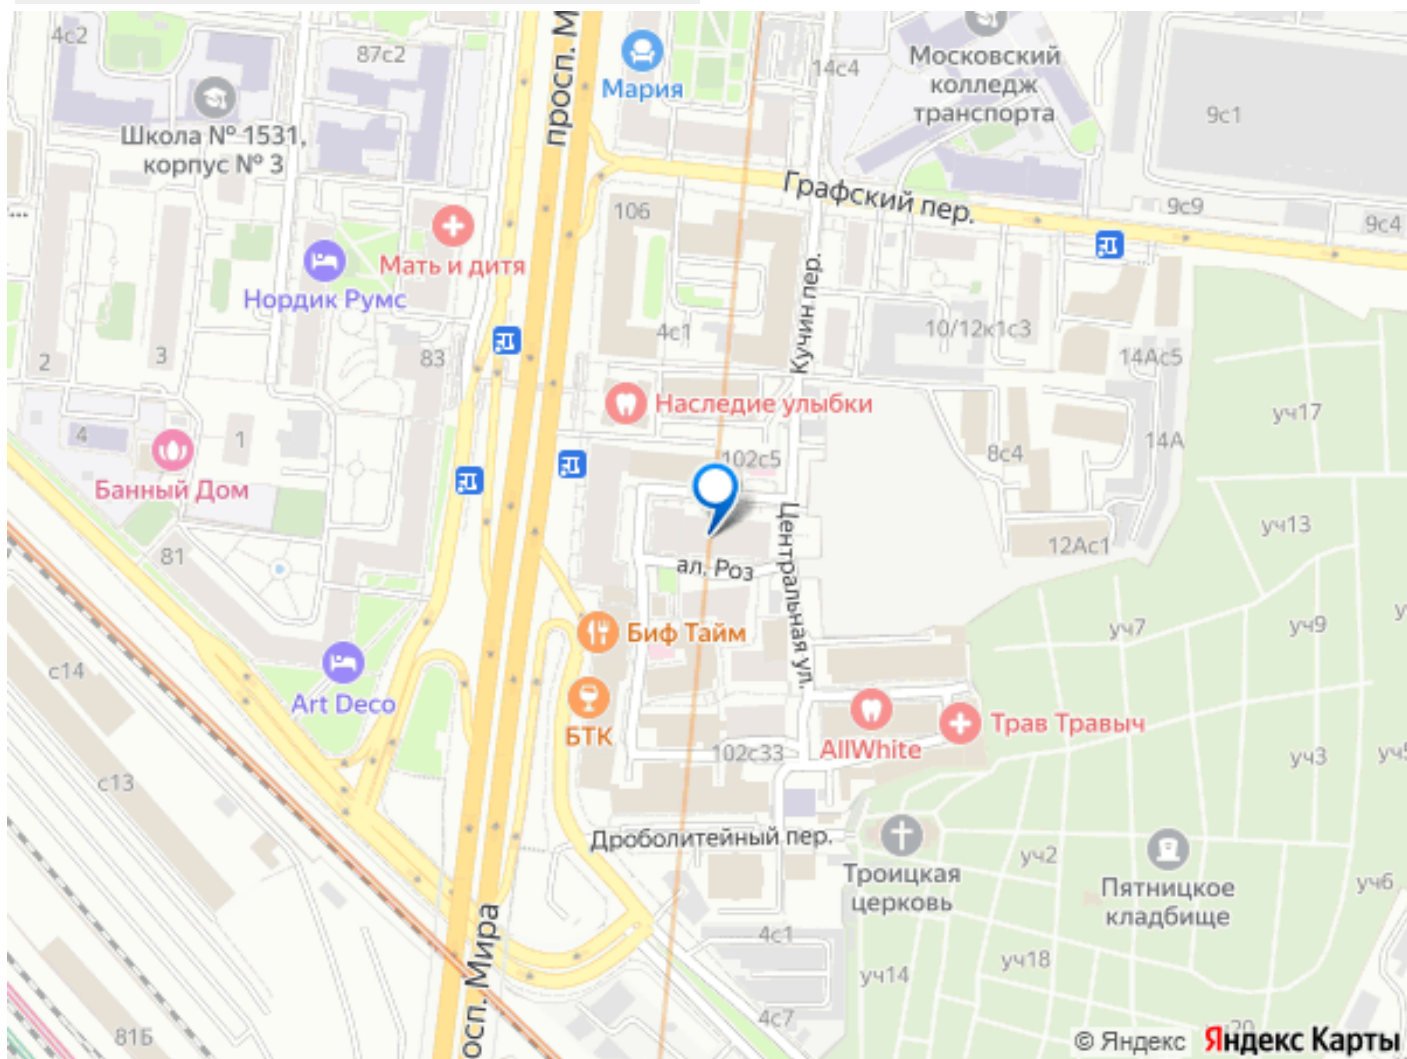 4с2
87с2
просп. М
Мария
14с4
Московский
колледж
транспорта
9с1
Школа № 1531,
корпус № 3
...
106
Графский пер.
9с9
9с4
Мать и дитя
Нордик Румс
Кучин пер.
4с1
10/12к1с3
2
3
83
14Ас5
Наследие улыбки
уч17
4
1
102с5
8с4
14А
Банный Дом
Центральная ул.
уч13
81
ал. Роз
12Ас1
Биф Тайм
уч7
уч9
у
с14
Art Deco
БТК
Трав Травыч
AllWhite
102с33
уч3
уч5
с13
Дроболитейный пер.
Троицкая
церковь
уч2
Пятницкое
кладбище
уч6
осп. Мира
4с1
уч14
уч18
4с7
81Б
20
© Яндекс Яндекс Карты